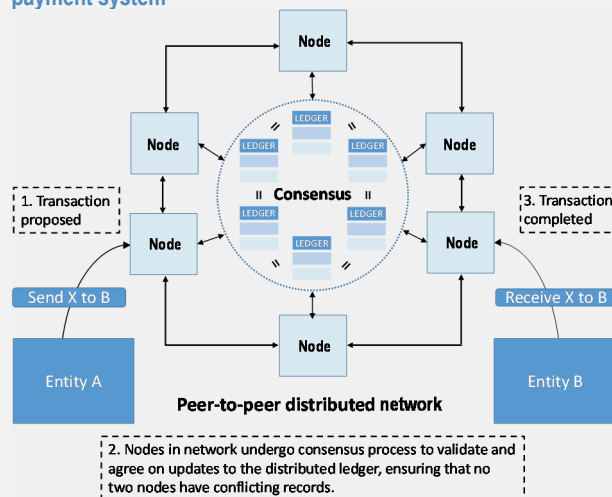 payment system
Node
Node
Node
LEDGER
LEDGER
LEDGER
Consensus
LEDGER
LEDGER
LEDGER
1. Transaction
proposed
3. Transaction
completed
Node
Node
Send X to B
Receive X to B
Node
Entity A
Entity B
Peer-to-peer distributed network
2. Nodes in network undergo consensus process to validate and
agree on updates to the distributed ledger, ensuring that no
two nodes have conflicting records.